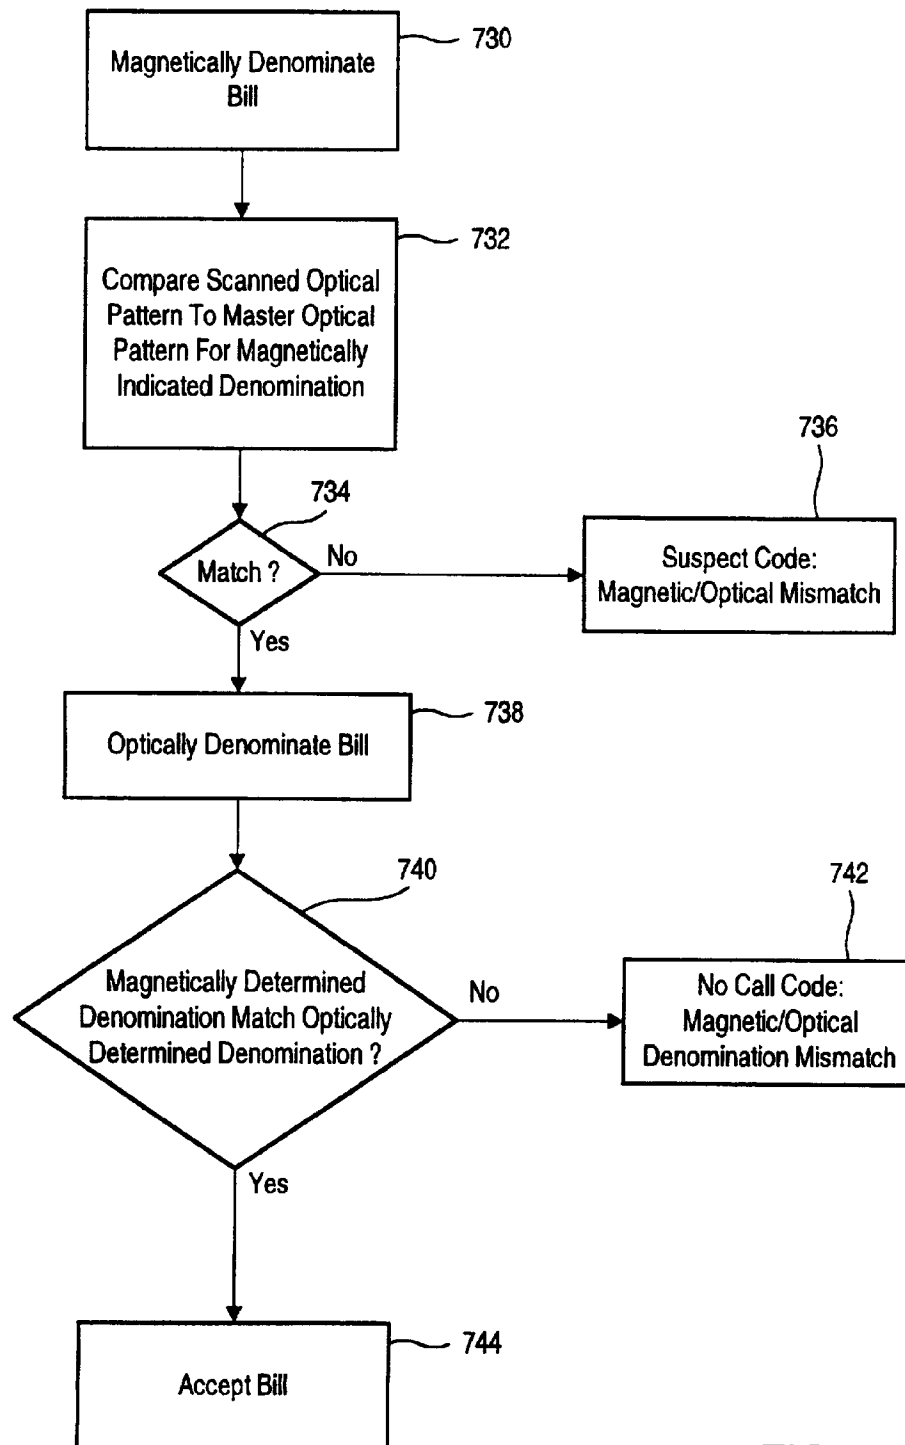 730
Magnetically Denominate
Bill
732
Compare Scanned Optical
Pattern To Master Optical
Pattern For Magnetically
Indicated Denomination
734
Match ?
No
736
Suspect Code:
Magnetic/Optical Mismatch
Yes
738
Optically Denominate Bill
740
Magnetically Determined
Denomination Match Optically
Determined Denomination ?
No
742
No Call Code:
Magnetic/Optical
Denomination Mismatch
Yes
744
Accept Bill